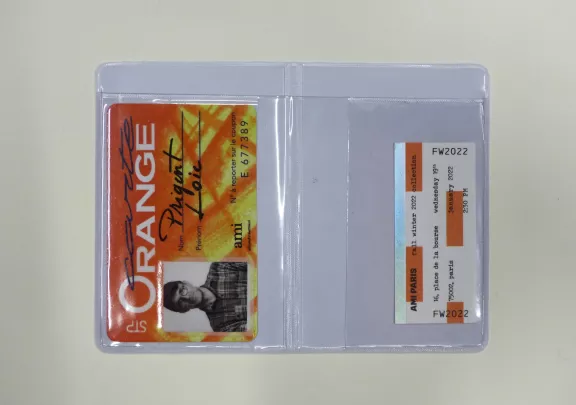 carte
ORANGE
STP
Nom Prigent
Prénom Loïc
N° à reporter sur le coupon
E 677389
ami
FW2022
AMI PARIS fall winter 2022 collection
16, place de la bourse wednesday 19th
75002, paris january 2022
2:30 PM
FW2022